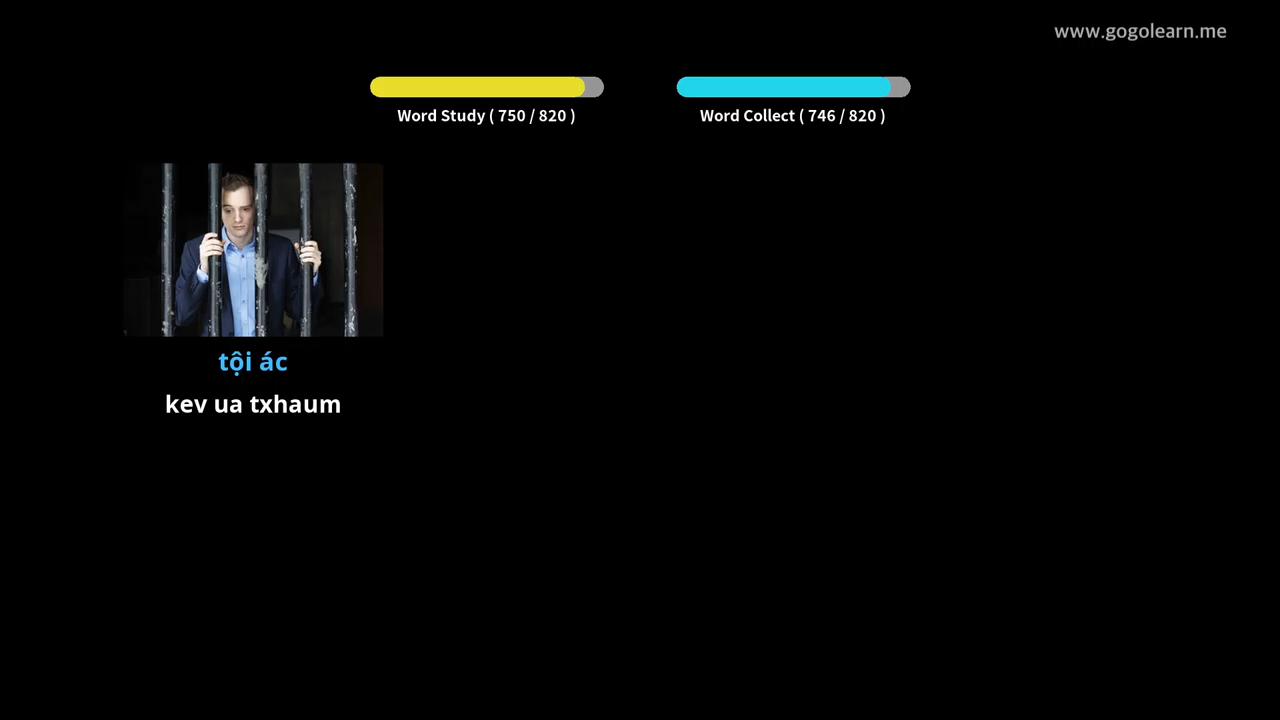 www.gogolearn.me
Word Study ( 750 / 820 )
Word Collect ( 746 / 820 )
tội ác
kev ua txhaum